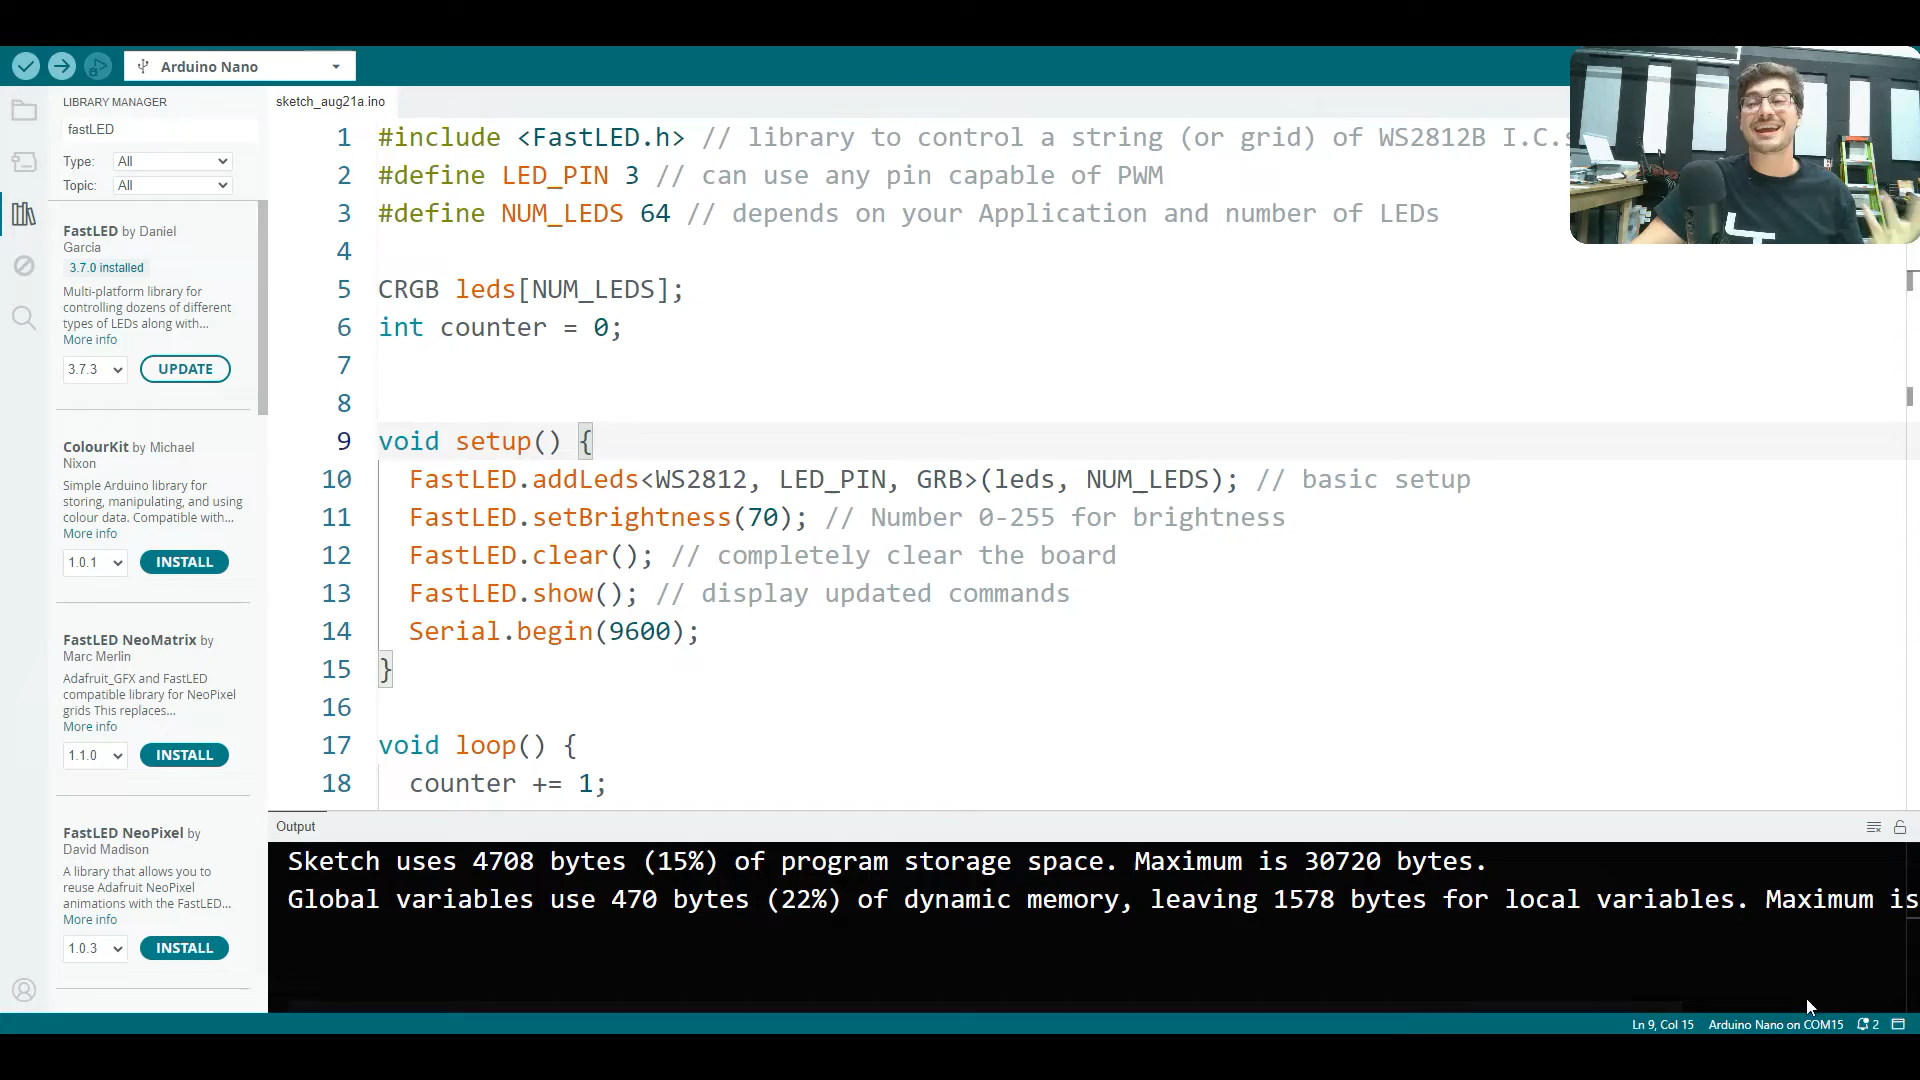 Arduino Nano
LIBRARY MANAGER
fastLED
Type: All
Topic: All
FastLED by Daniel
Garcia
3.7.0 installed
Multi-platform library for
controlling dozens of different
types of LEDs along with...
More info
3.7.3 UPDATE
ColourKit by Michael
Nixon
Simple Arduino library for
storing, manipulating, and using
colour data. Compatible with...
More info
1.0.1 INSTALL
FastLED NeoMatrix by
Marc Merlin
Adafruit_GFX and FastLED
compatible library for NeoPixel
grids This replaces...
More info
1.1.0 INSTALL
FastLED NeoPixel by
David Madison
A library that allows you to
reuse Adafruit NeoPixel
animations with the FastLED...
More info
1.0.3 INSTALL
sketch_aug21a.ino
1 #include <FastLED.h> // library to control a string (or grid) of WS2812B I.C.s
2 #define LED_PIN 3 // can use any pin capable of PWM
3 #define NUM_LEDS 64 // depends on your Application and number of LEDs
4
5 CRGB leds[NUM_LEDS];
6 int counter = 0;
7
8
9 void setup() {
10 FastLED.addLeds<WS2812, LED_PIN, GRB>(leds, NUM_LEDS); // basic setup
11 FastLED.setBrightness(70); // Number 0-255 for brightness
12 FastLED.clear(); // completely clear the board
13 FastLED.show(); // display updated commands
14 Serial.begin(9600);
15 }
16
17 void loop() {
18 counter += 1;
Output
Sketch uses 4708 bytes (15%) of program storage space. Maximum is 30720 bytes.
Global variables use 470 bytes (22%) of dynamic memory, leaving 1578 bytes for local variables. Maximum is
Ln 9, Col 15 Arduino Nano on COM15 2